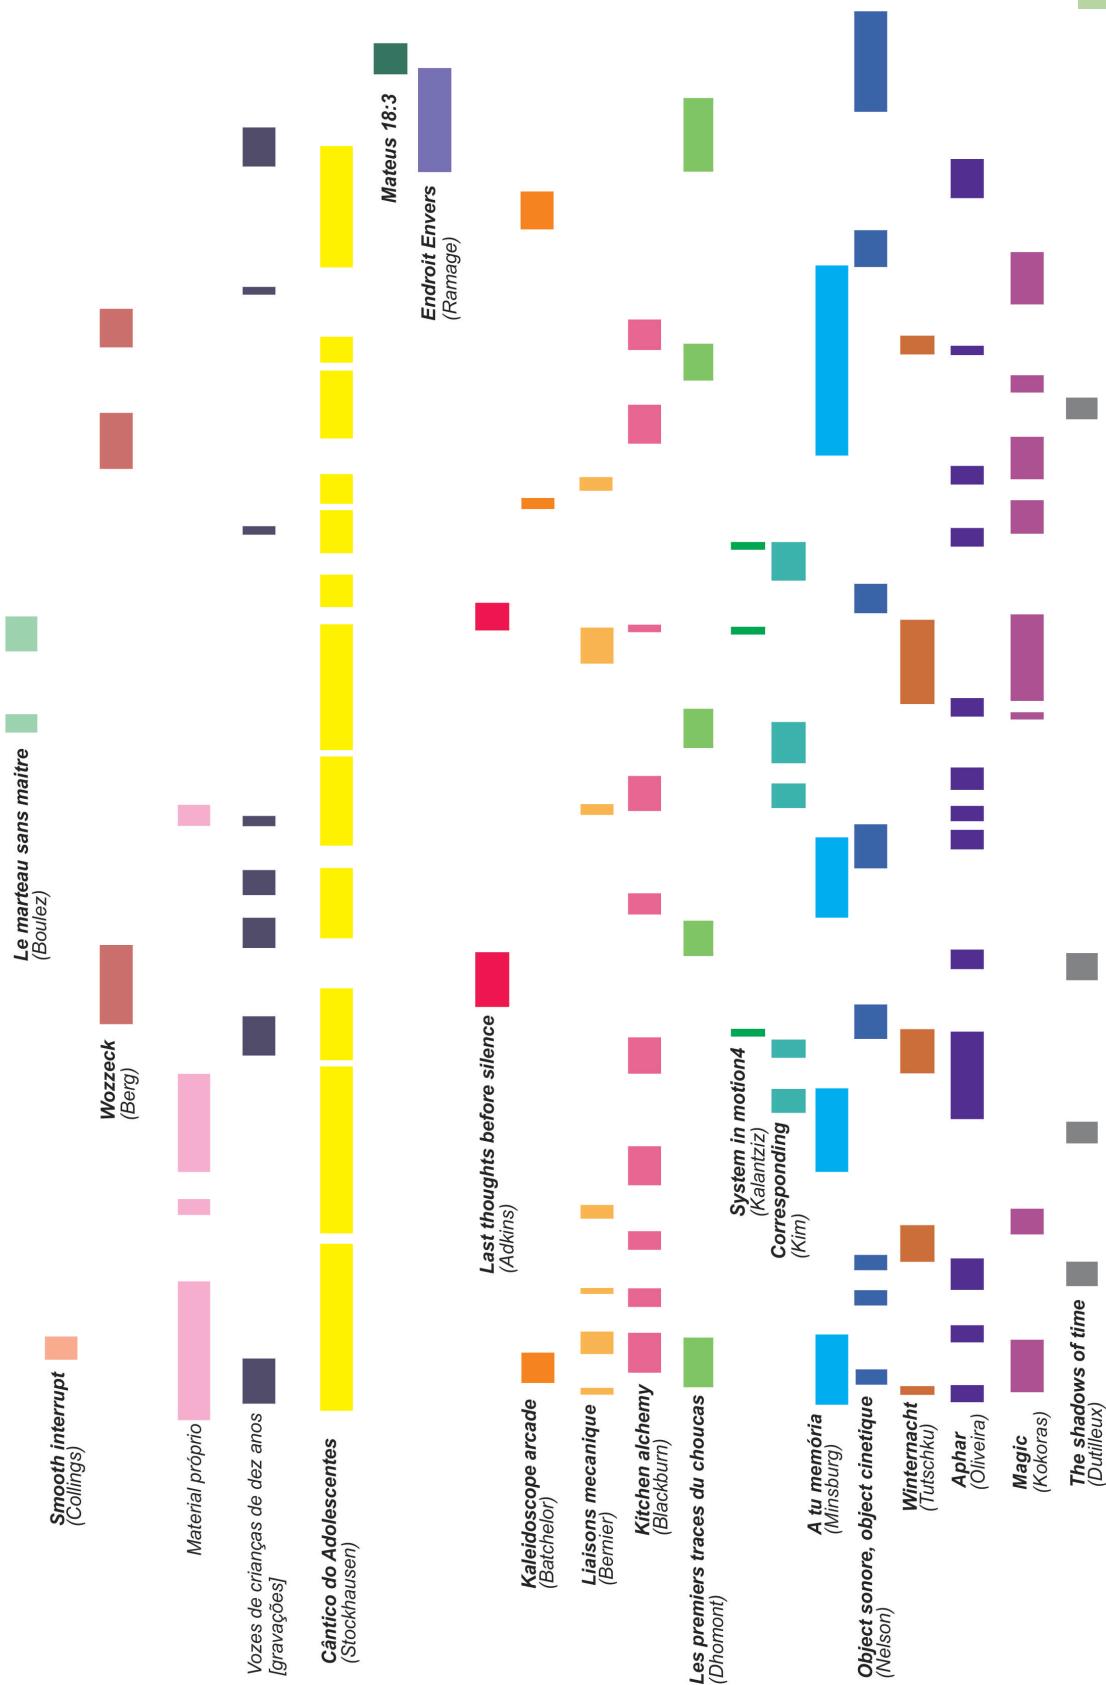 Le marteau sans maitre
(Boulez)
Smooth interrupt
(Collings)
Wozzeck
(Berg)
Material próprio
Vozes de crianças de dez anos
[gravações]
Cântico do Adolescentes
(Stockhausen)
Mateus 18:3
Endroit Envers
(Ramage)
Last thoughts before silence
(Adkins)
Kaleidoscope arcade
(Batchelor)
Liaisons mecanique
(Bernier)
Kitchen alchemy
(Blackburn)
Les premiers traces du choucas
(Dhomont)
System in motion4
(Kalantziz)
Corresponding
(Kim)
A tu memória
(Minsburg)
Object sonore, object cinetique
(Nelson)
Winternacht
(Tutschku)
Aphar
(Oliveira)
Magic
(Kokoras)
The shadows of time
(Dutilleux)